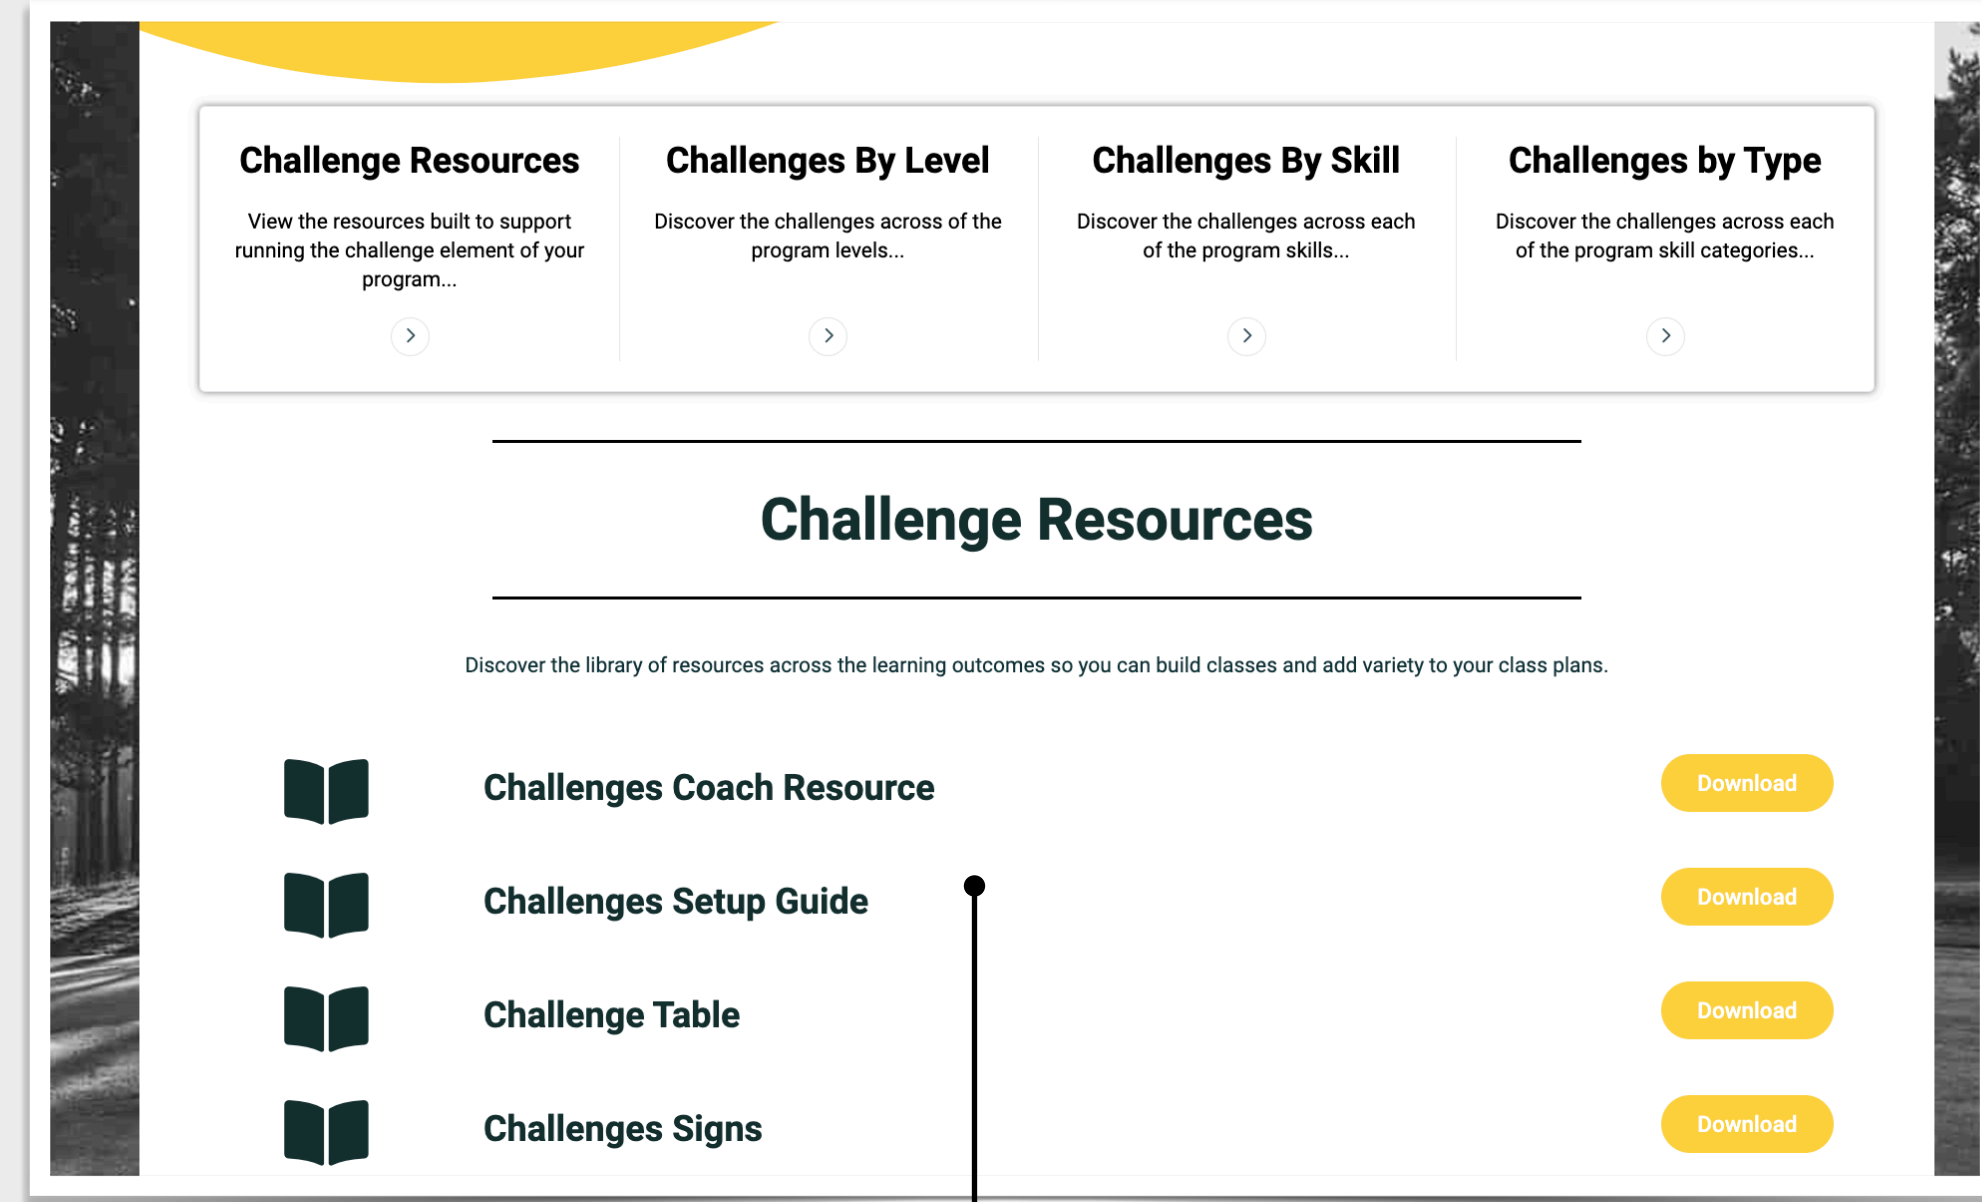 Challenge Resources
View the resources built to support
running the challenge element of your
program...
Challenges By Level
Discover the challenges across of the
program levels...
Challenges By Skill
Discover the challenges across each
of the program skills...
Challenges by Type
Discover the challenges across each
of the program skill categories...
Challenge Resources
Discover the library of resources across the learning outcomes so you can build classes and add variety to your class plans.
Challenges Coach Resource
Download
Challenges Setup Guide
Download
Challenge Table
Download
Challenges Signs
Download